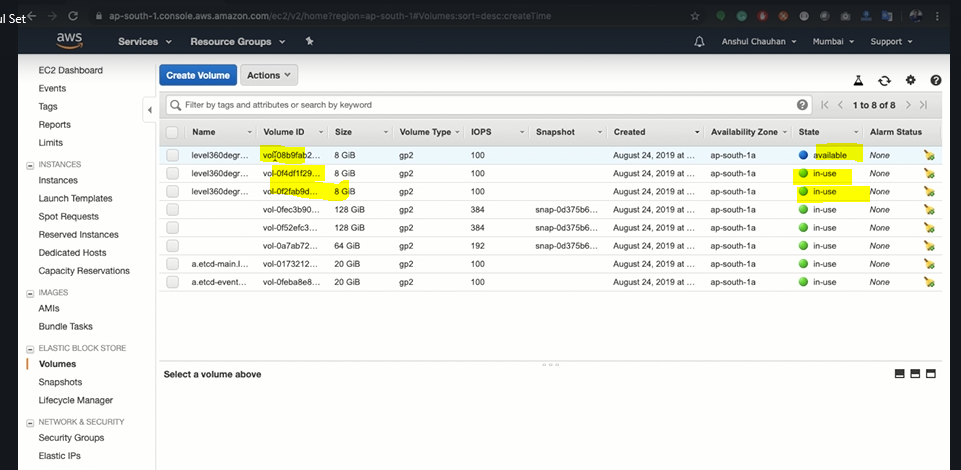 ul Set
ap-south-1.console.aws.amazon.com/ec2/v2/home?region=ap-south-1#Volumes:sort=desc:createTime
aws Services Resource Groups Anshul Chauhan Mumbai Support
EC2 Dashboard
Events
Tags
Reports
Limits
INSTANCES
Instances
Launch Templates
Spot Requests
Reserved Instances
Dedicated Hosts
Capacity Reservations
IMAGES
AMIs
Bundle Tasks
ELASTIC BLOCK STORE
Volumes
Snapshots
Lifecycle Manager
NETWORK & SECURITY
Security Groups
Elastic IPs
Create Volume Actions
Filter by tags and attributes or search by keyword 1 to 8 of 8
Name Volume ID Size Volume Type IOPS Snapshot Created Availability Zone State Alarm Status
level360degr... vol-08b9fab2... 8 GiB gp2 100 August 24, 2019 at ... ap-south-1a available None
level360degr... vol-0f4df1f29... 8 GiB gp2 100 August 24, 2019 at ... ap-south-1a in-use None
level360degr... vol-0f2fab9d... 8 GiB gp2 100 August 24, 2019 at ... ap-south-1a in-use None
vol-0fec3b90... 128 GiB gp2 384 snap-0d375b6... August 24, 2019 at ... ap-south-1a in-use None
vol-0f52efc3... 128 GiB gp2 384 snap-0d375b6... August 24, 2019 at ... ap-south-1a in-use None
vol-0a7ab72... 64 GiB gp2 192 snap-0d375b6... August 24, 2019 at ... ap-south-1a in-use None
a.etcd-main.l... vol-0173212... 20 GiB gp2 100 August 24, 2019 at ... ap-south-1a in-use None
a.etcd-event... vol-0feba8e8... 20 GiB gp2 100 August 24, 2019 at ... ap-south-1a in-use None
Select a volume above